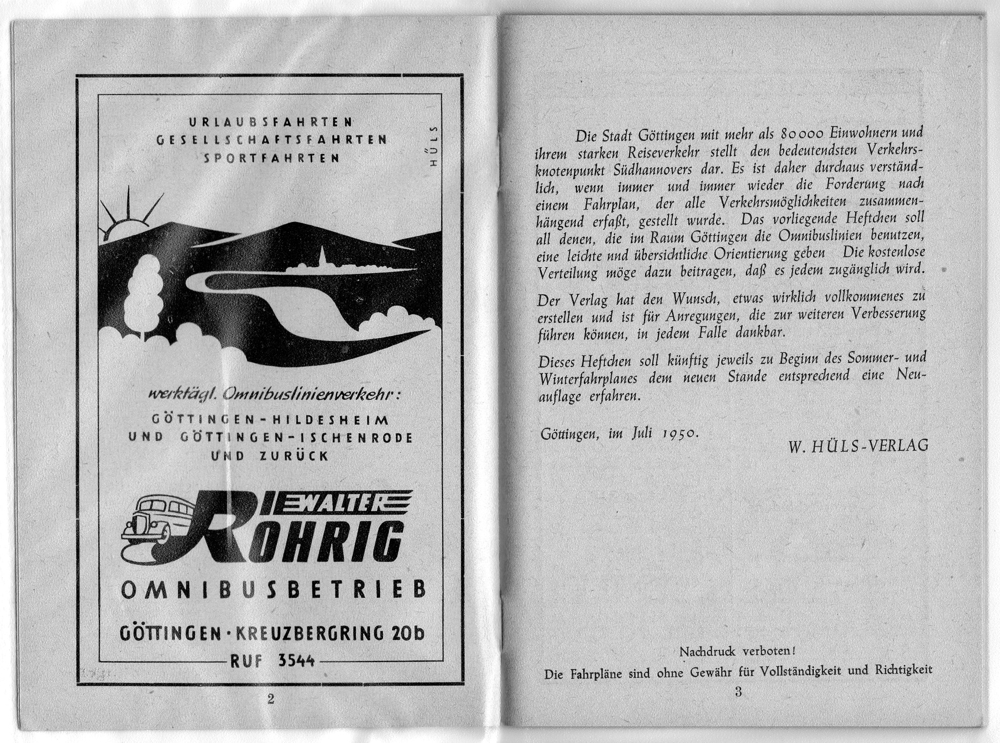 URLAUBSFAHRTEN
GESELLSCHAFTSFAHRTEN
SPORTFAHRTEN
HÜLS
werktägl. Omnibuslinienverkehr:
GÖTTINGEN-HILDESHEIM
UND GÖTTINGEN-ISCHENRODE
UND ZURÜCK
WALTER
ROHRIG
OMNIBUSBETRIEB
GÖTTINGEN · KREUZBERGRING 20b
RUF 3544
2
Die Stadt Göttingen mit mehr als 80000 Einwohnern und
ihrem starken Reiseverkehr stellt den bedeutendsten Verkehrs-
knotenpunkt Südhannovers dar. Es ist daher durchaus verständ-
lich, wenn immer und immer wieder die Forderung nach
einem Fahrplan, der alle Verkehrsmöglichkeiten zusammen-
hängend erfaßt, gestellt wurde. Das vorliegende Heftchen soll
all denen, die im Raum Göttingen die Omnibuslinien benutzen,
eine leichte nnd übersichtliche Orientierung geben Die kostenlose
Verteilung möge dazu beitragen, daß es jedem zugänglich wird.
Der Verlag hat den Wunsch, etwas wirklich vollkommenes zu
erstellen und ist für Anregungen, die zur weiteren Verbesserung
führen können, in jedem Falle dankbar.
Dieses Heftchen soll künftig jeweils zu Beginn des Sommer- und
Winterfahrplanes dem neuen Stande entsprechend eine Neu-
auflage erfahren.
Göttingen, im Juli 1950.
W. HÜLS-VERLAG
Nachdruck verboten!
Die Fahrpläne sind ohne Gewähr für Vollständigkeit und Richtigkeit
3